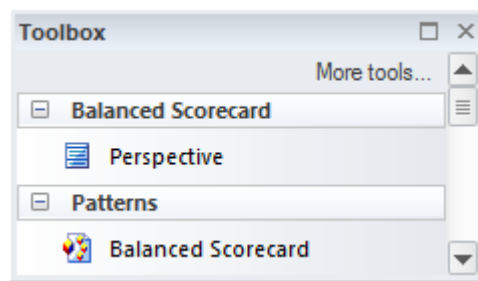 Toolbox
More tools...
Balanced Scorecard
Perspective
Patterns
Balanced Scorecard